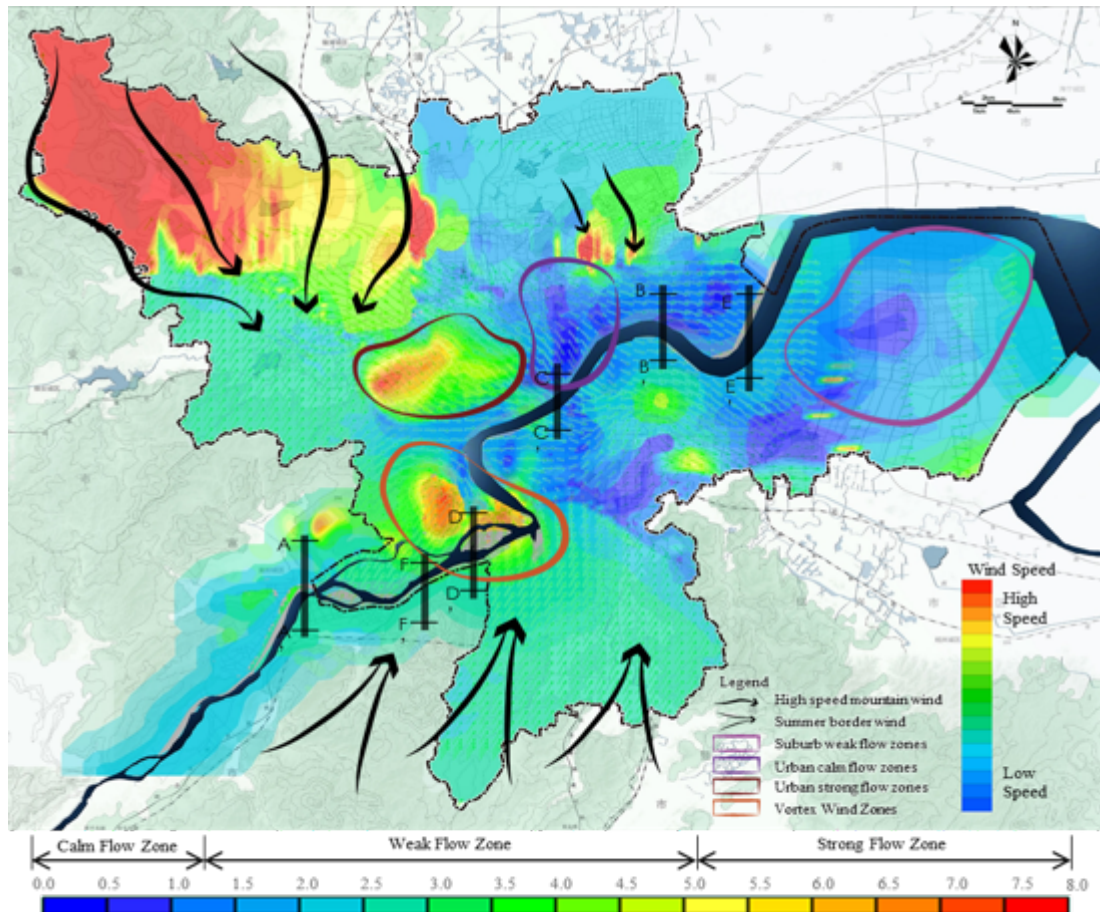 N
B
E
B
,
E
,
C
C
,
D
A
F
D
,
F
,
A
Wind Speed
High
Speed
Low
Speed
Legend
High speed mountain wind
Summer border wind
Suburb weak flow zones
Urban calm flow zones
Urban strong flow zones
Vortex Wind Zones
Calm Flow Zone Weak Flow Zone Strong Flow Zone
0.0 0.5 1.0 1.5 2.0 2.5 3.0 3.5 4.0 4.5 5.0 5.5 6.0 6.5 7.0 7.5 8.0